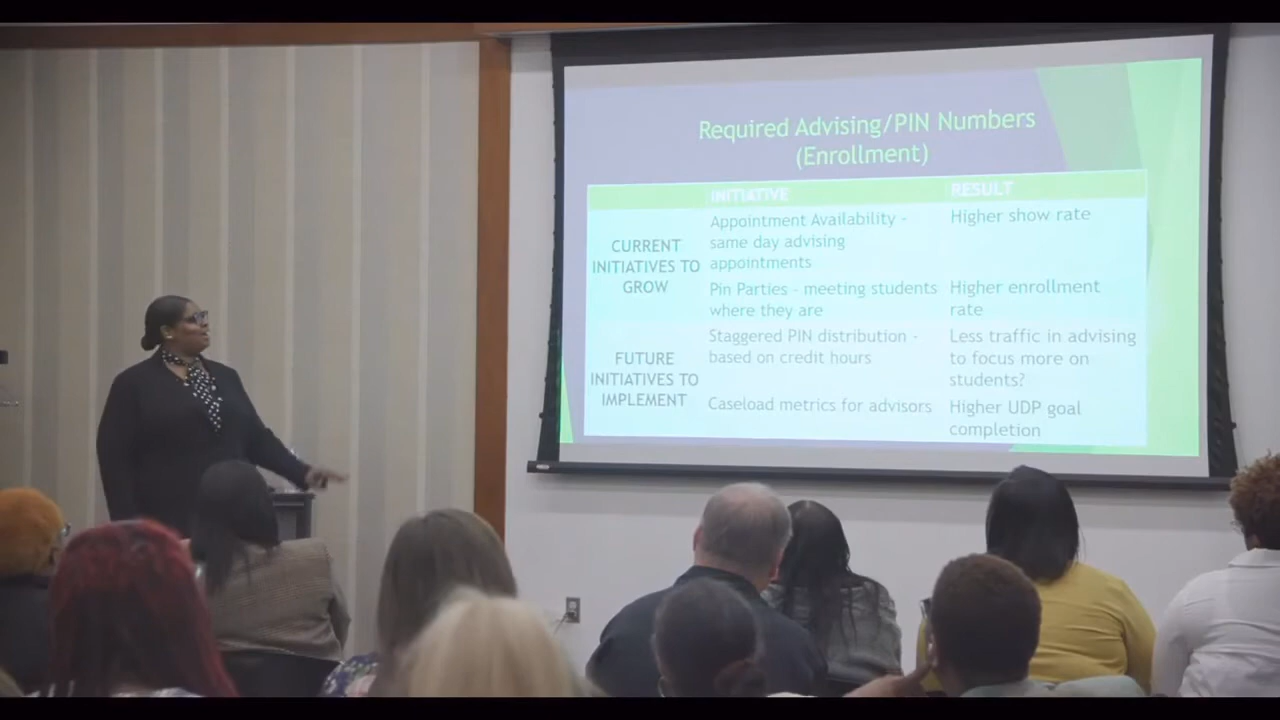 Required Advising/PIN Numbers
(Enrollment)
INITIATIVE
RESULT
CURRENT
INITIATIVES TO
GROW
Appointment Availability -
same day advising
appointments
Higher show rate
Pin Parties - meeting students
where they are
Higher enrollment
rate
FUTURE
INITIATIVES TO
IMPLEMENT
Staggered PIN distribution -
based on credit hours
Less traffic in advising
to focus more on
students?
Caseload metrics for advisors
Higher UDP goal
completion